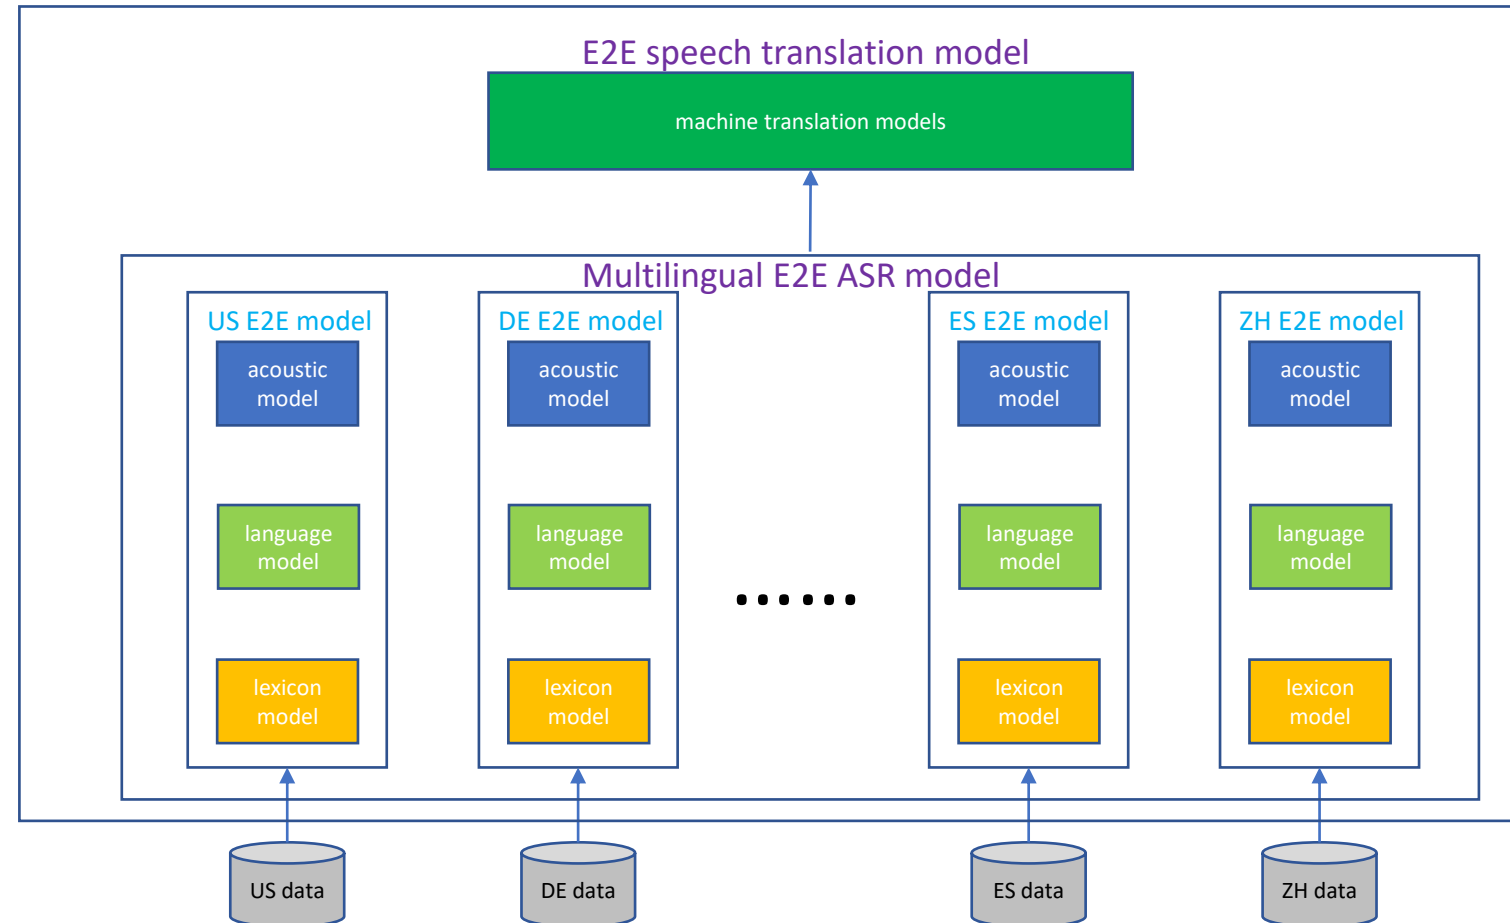 E2E speech translation model
machine translation models
Multilingual E2E ASR model
US E2E model
acoustic
model
language
model
lexicon
model
DE E2E model
acoustic
model
language
model
lexicon
model
......
ES E2E model
acoustic
model
language
model
lexicon
model
ZH E2E model
acoustic
model
language
model
lexicon
model
US data
DE data
ES data
ZH data